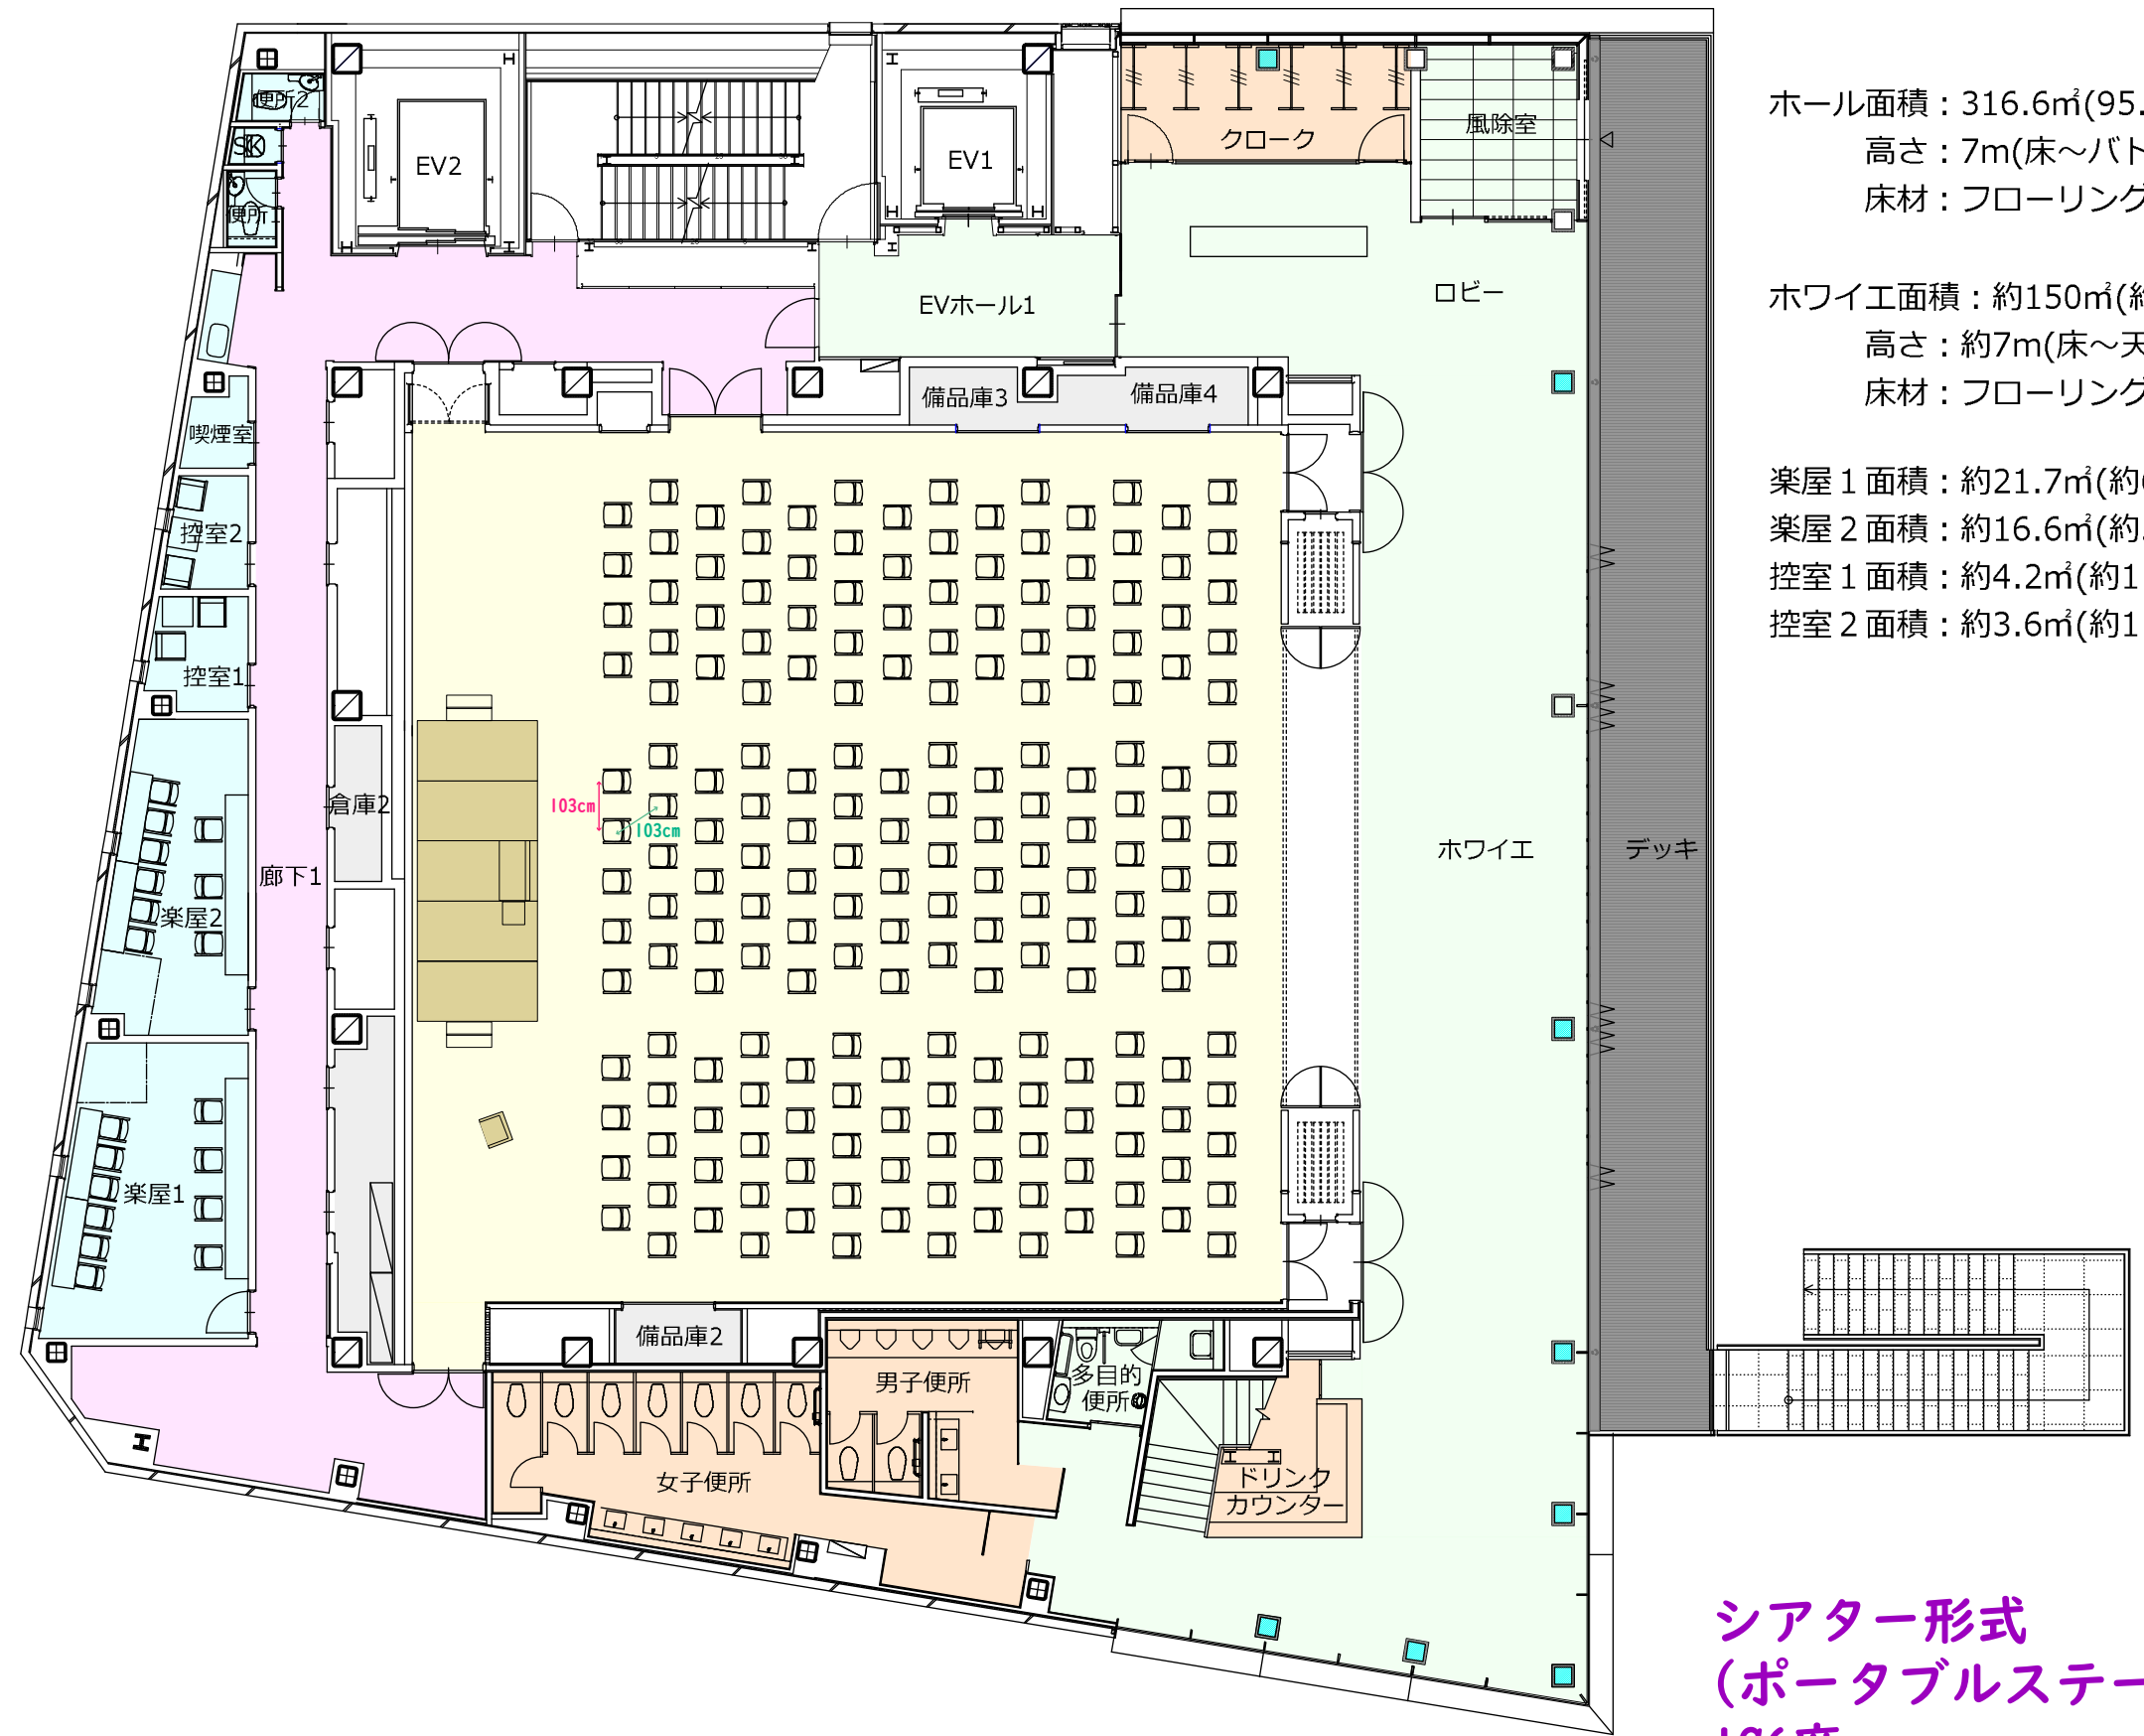 便所2
SK
便所
EV2
EV1
クローク
風除室
EVホール1
ロビー
備品庫3
備品庫4
喫煙室
控室2
控室1
倉庫2
103cm
103cm
廊下1
楽屋2
楽屋1
ホワイエ
デッキ
備品庫2
男子便所
多目的
便所
女子便所
ドリンク
カウンター
ホール面積：316.6㎡(95.
高さ：7m(床～バト
床材：フローリング
ホワイエ面積：約150㎡(約
高さ：約7m(床～天
床材：フローリング
楽屋１面積：約21.7㎡(約6
楽屋２面積：約16.6㎡(約
控室１面積：約4.2㎡(約1
控室２面積：約3.6㎡(約1
シアター形式
(ポータブルステー